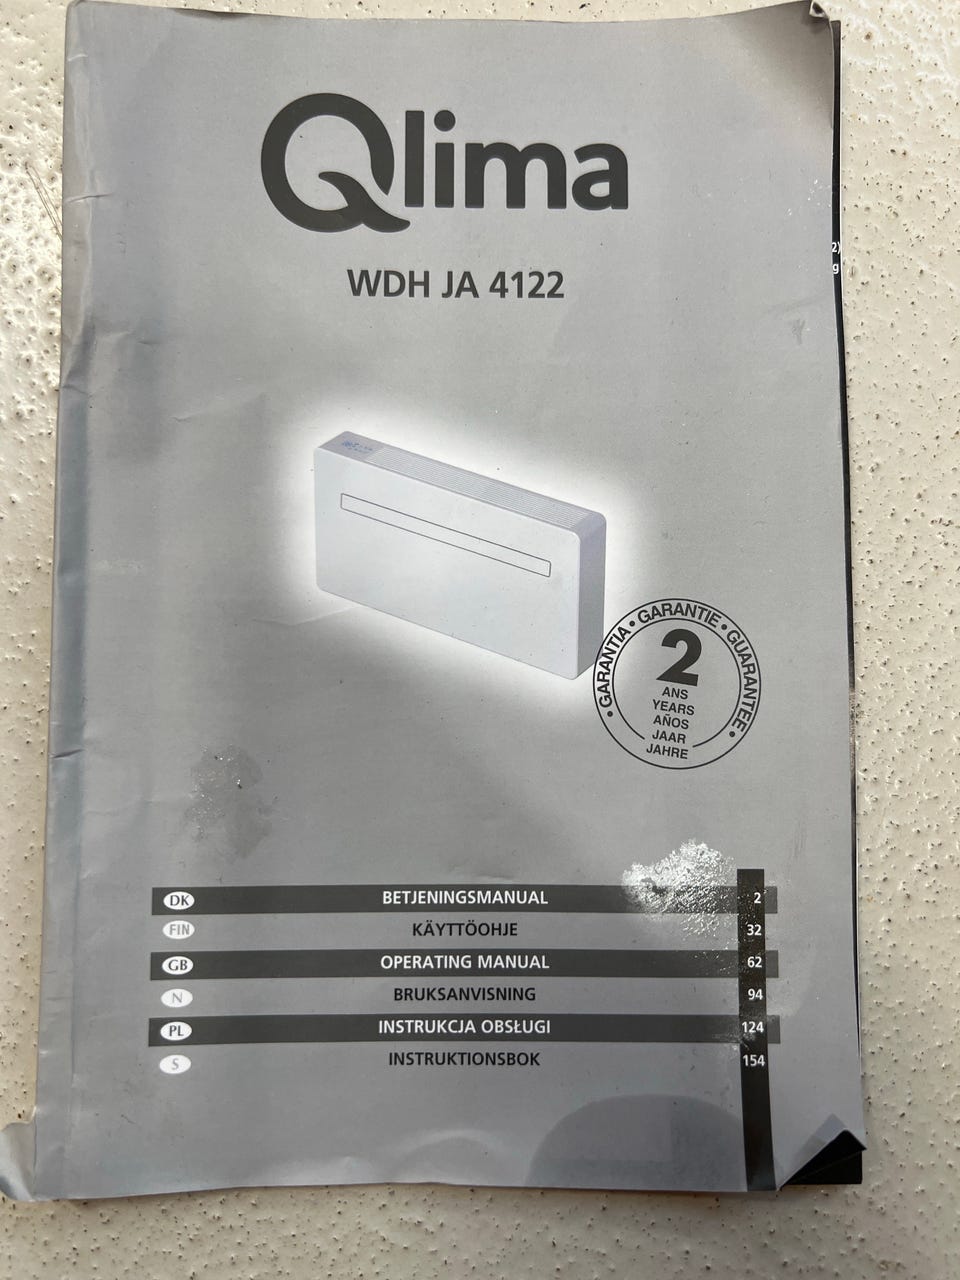 Qlima
WDH JA 4122
2)
g
GARANTIA • GARANTIE • GUARANTEE •
2
ANS
YEARS
AÑOS
JAAR
JAHRE
DK BETJENINGSMANUAL 2
FIN KÄYTTÖOHJE 32
GB OPERATING MANUAL 62
N BRUKSANVISNING 94
PL INSTRUKCJA OBSŁUGI 124
S INSTRUKTIONSBOK 154